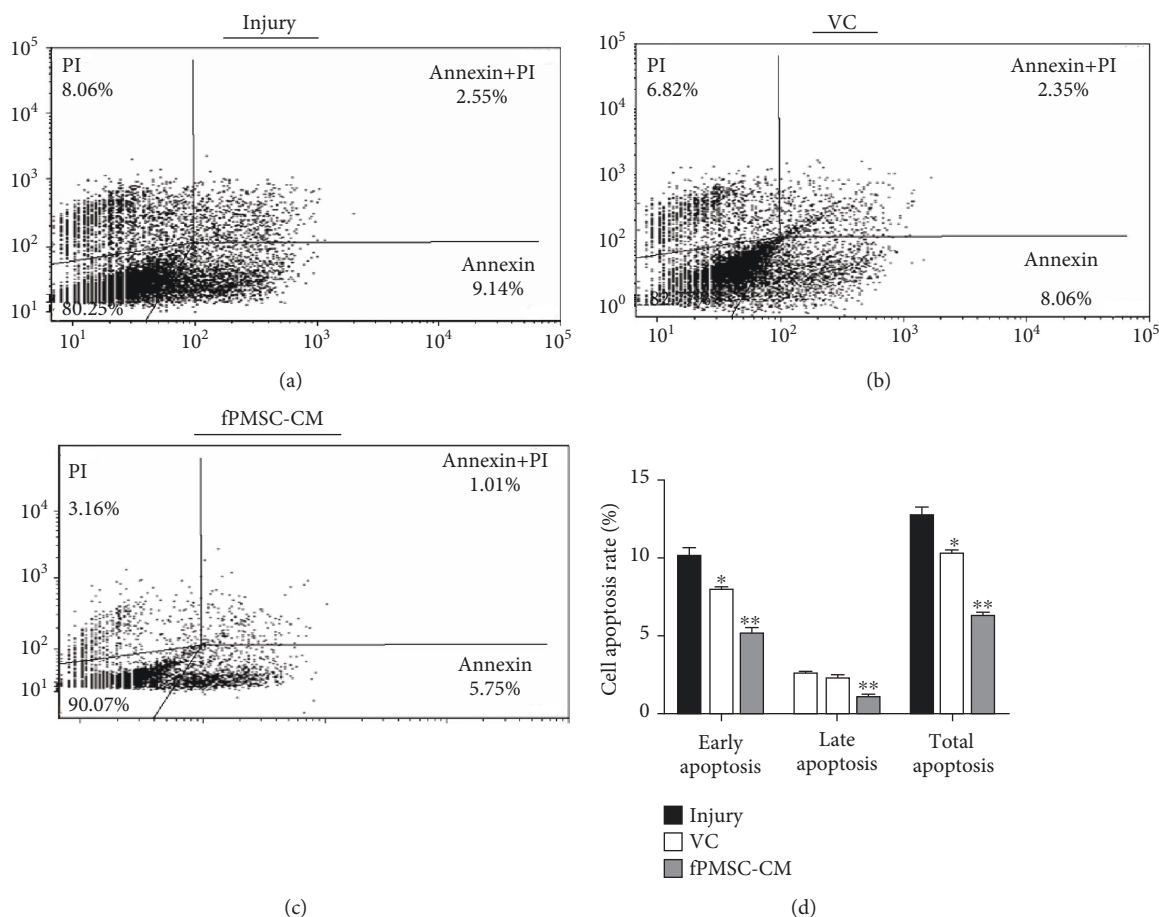 Injury
10^5
10^4
10^3
10^2
10^1
PI
8.06%
Annexin+PI
2.55%
Annexin
9.14%
80.25%
10^1 10^2 10^3 10^4 10^5
(a)
VC
10^5
10^4
10^3
10^2
10^1
10^0
PI
6.82%
Annexin+PI
2.35%
Annexin
8.06%
10^1 10^2 10^3 10^4 10^5
(b)
fPMSC-CM
10^4
10^3
10^2
10^1
PI
3.16%
Annexin+PI
1.01%
Annexin
5.75%
90.07%
(c)
Cell apoptosis rate (%)
15
10
5
0
*
**
**
*
**
Early
apoptosis
Late
apoptosis
Total
apoptosis
Injury
VC
fPMSC-CM
(d)